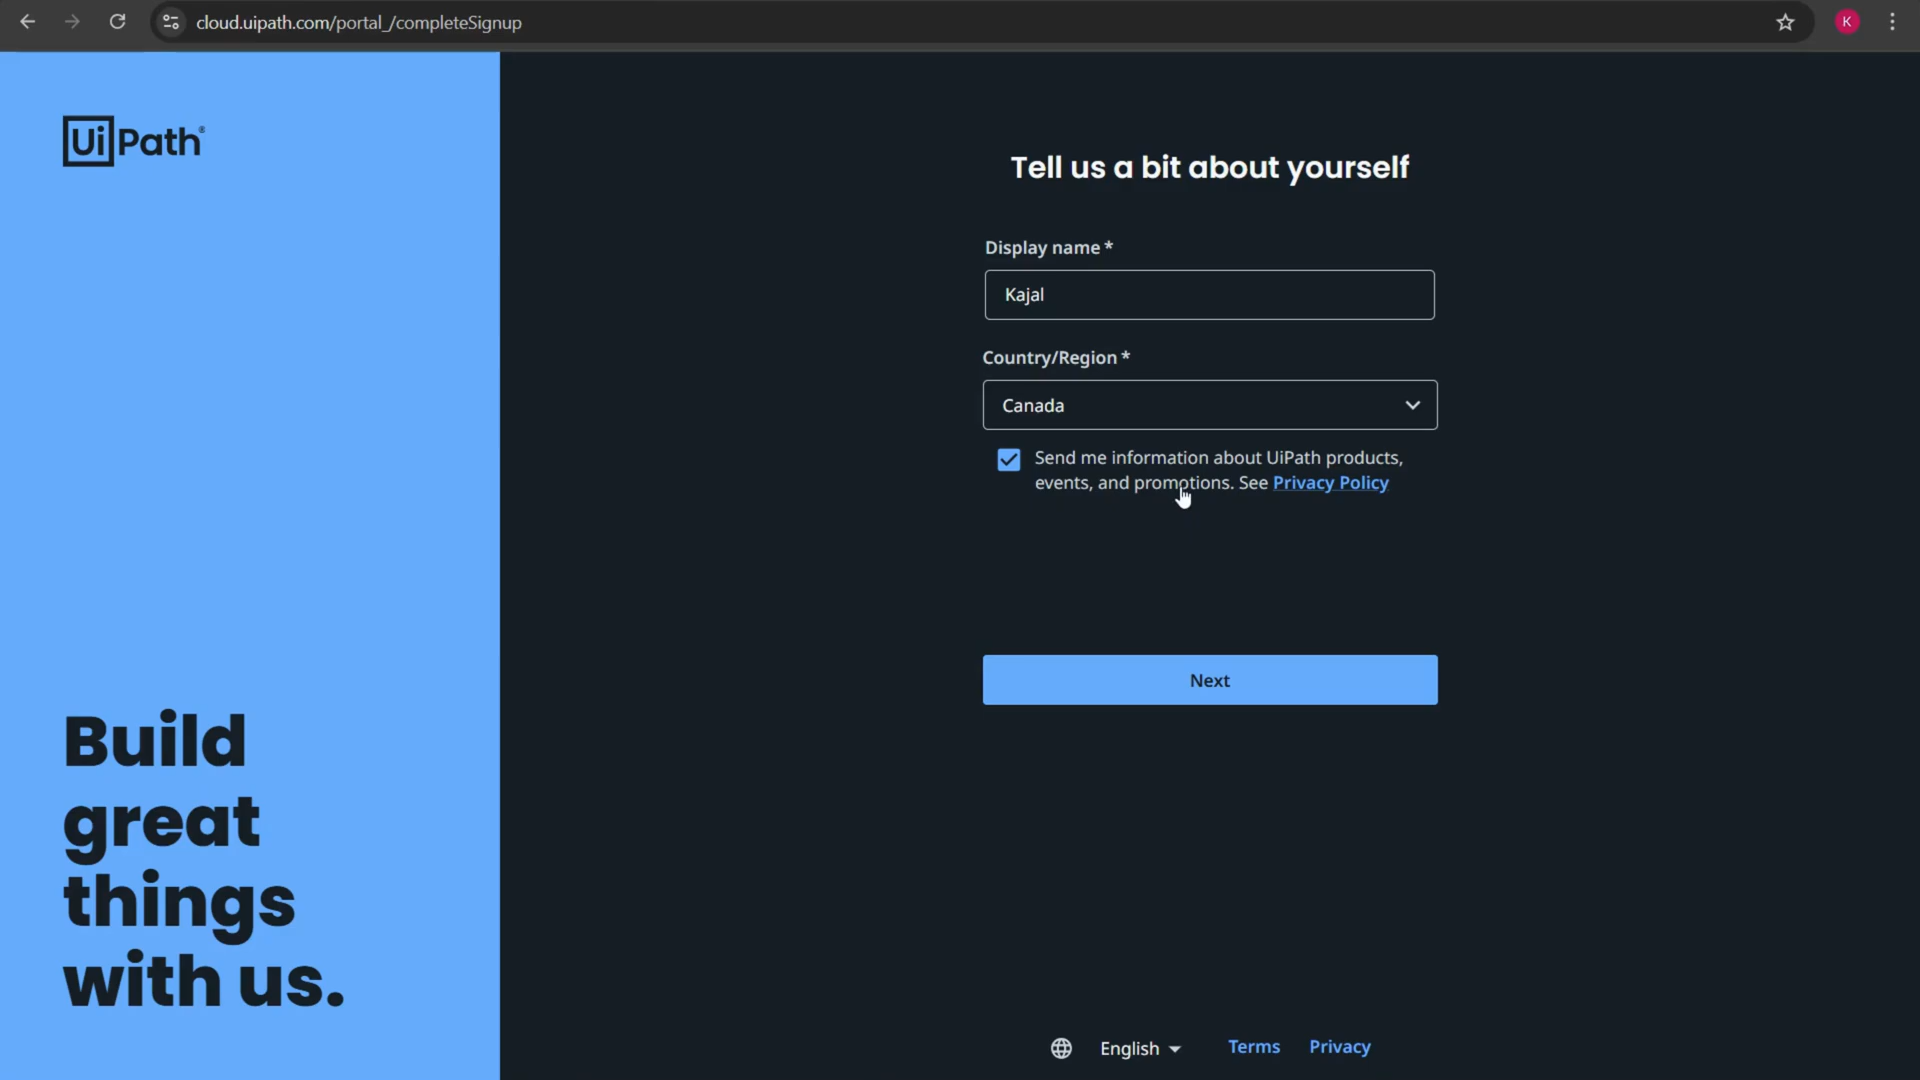 cloud.uipath.com/portal_/completeSignup
K
UiPath®
Tell us a bit about yourself
Display name *
Kajal
Country/Region *
Canada
Send me information about UiPath products,
events, and promotions. See Privacy Policy
Next
Build
great
things
with us.
English
Terms
Privacy